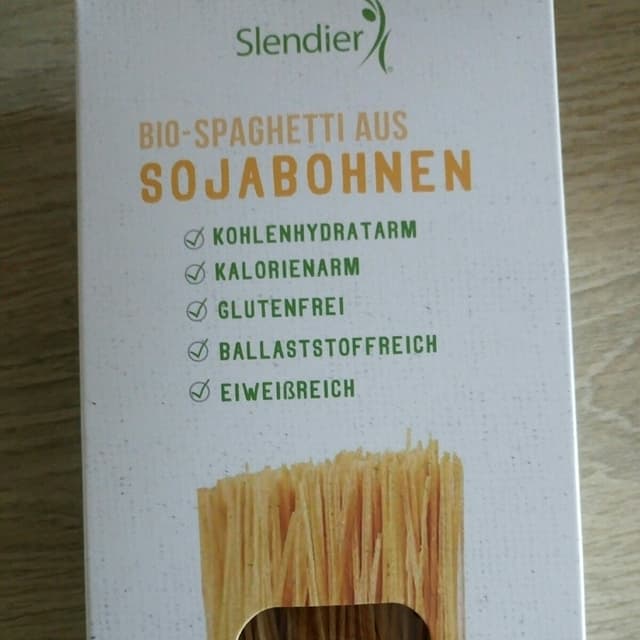 Slendier
BIO-SPAGHETTI AUS
SOJABOHNEN
KOHLENHYDRATARM
KALORIENARM
GLUTENFREI
BALLASTSTOFFREICH
EIWEIßREICH